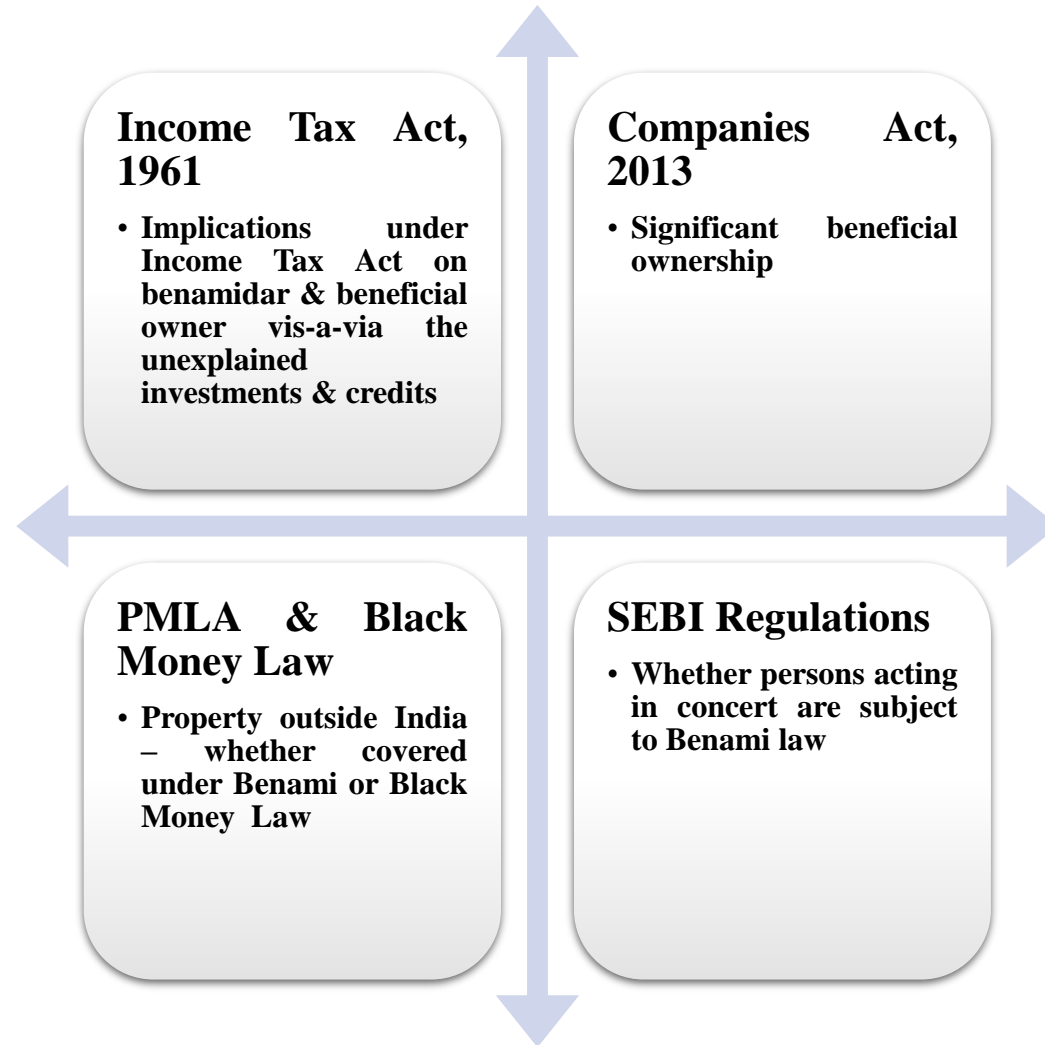 Income Tax Act,
1961
• Implications under
Income Tax Act on
benamidar & beneficial
owner vis-a-via the
unexplained
investments & credits
Companies Act,
2013
• Significant beneficial
ownership
PMLA & Black
Money Law
• Property outside India
– whether covered
under Benami or Black
Money Law
SEBI Regulations
• Whether persons acting
in concert are subject
to Benami law